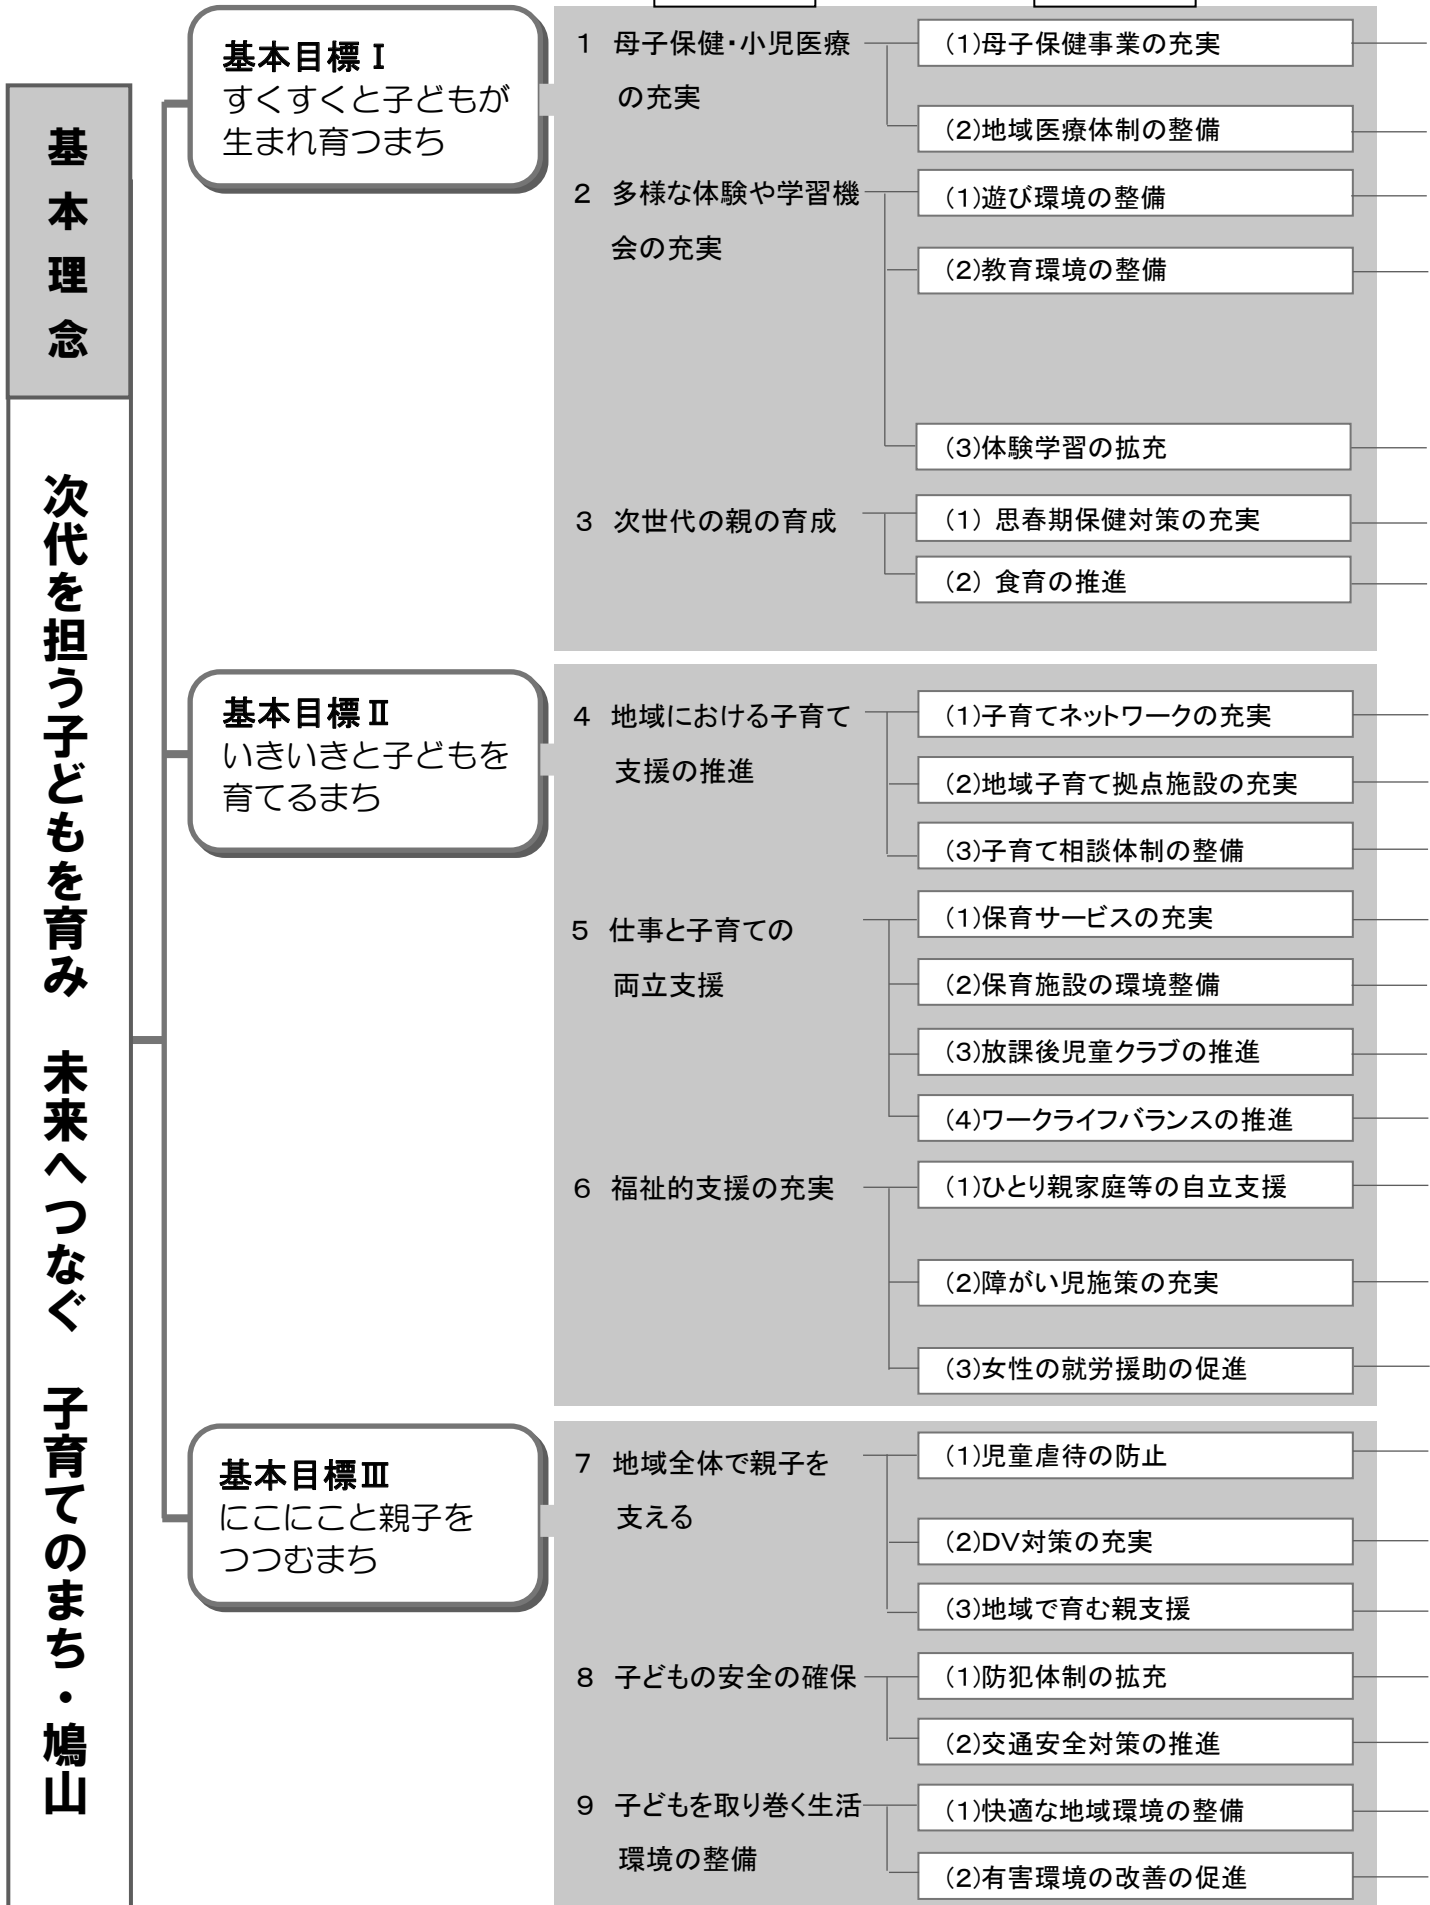 基本理念
次代を担う子どもを育み　未来へつなぐ　子育てのまち・鳩山
基本目標Ⅰ
すくすくと子どもが
生まれ育つまち
1 母子保健・小児医療
の充実
(1)母子保健事業の充実
(2)地域医療体制の整備
2 多様な体験や学習機
会の充実
(1)遊び環境の整備
(2)教育環境の整備
(3)体験学習の拡充
3 次世代の親の育成
(1) 思春期保健対策の充実
(2) 食育の推進
基本目標Ⅱ
いきいきと子どもを
育てるまち
4 地域における子育て
支援の推進
(1)子育てネットワークの充実
(2)地域子育て拠点施設の充実
(3)子育て相談体制の整備
5 仕事と子育ての
両立支援
(1)保育サービスの充実
(2)保育施設の環境整備
(3)放課後児童クラブの推進
(4)ワークライフバランスの推進
6 福祉的支援の充実
(1)ひとり親家庭等の自立支援
(2)障がい児施策の充実
(3)女性の就労援助の促進
基本目標Ⅲ
にこにこと親子を
つつむまち
7 地域全体で親子を
支える
(1)児童虐待の防止
(2)DV対策の充実
(3)地域で育む親支援
8 子どもの安全の確保
(1)防犯体制の拡充
(2)交通安全対策の推進
9 子どもを取り巻く生活
環境の整備
(1)快適な地域環境の整備
(2)有害環境の改善の促進